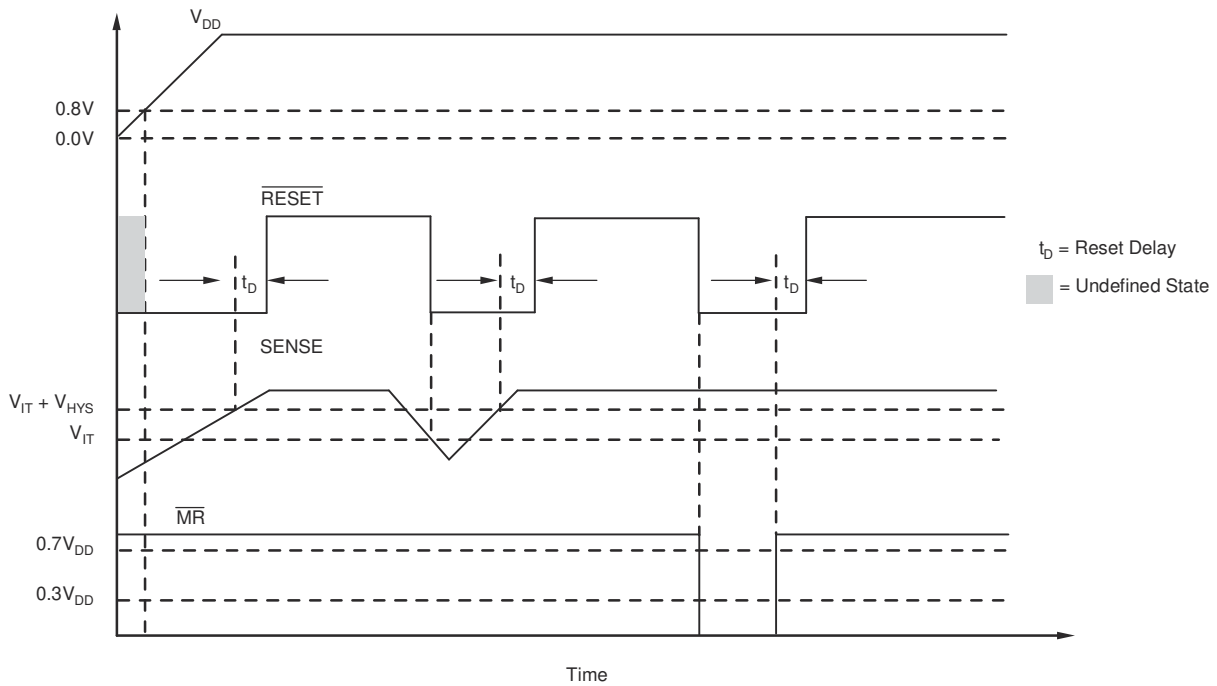 VDD
0.8V
0.0V
RESET
tD
tD
tD
tD = Reset Delay
= Undefined State
SENSE
VIT + VHYS
VIT
MR
0.7VDD
0.3VDD
Time